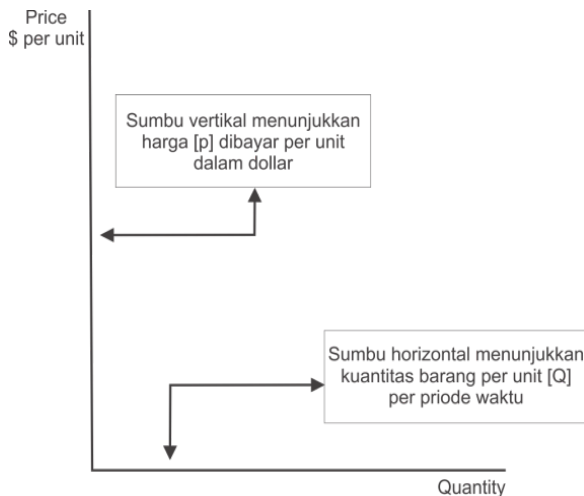 Price
$ per unit
Sumbu vertikal menunjukkan
harga [p] dibayar per unit
dalam dollar
Sumbu horizontal menunjukkan
kuantitas barang per unit [Q]
per priode waktu
Quantity